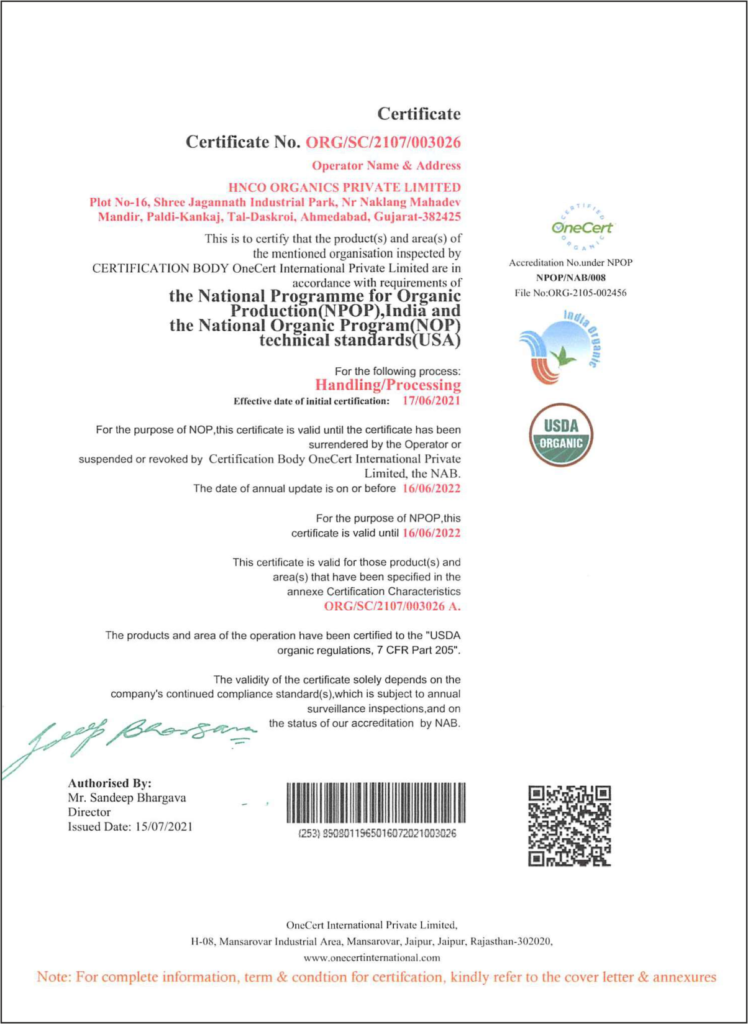 Certificate
Certificate No. ORG/SC/2107/003026
Operator Name & Address
HNCO ORGANICS PRIVATE LIMITED
Plot No-16, Shree Jagannath Industrial Park, Nr Naklang Mahadev
Mandir, Paldi-Kankaj, Tal-Daskroi, Ahmedabad, Gujarat-382425
This is to certify that the product(s) and area(s) of
the mentioned organisation inspected by
CERTIFICATION BODY OneCert International Private Limited are in
accordance with requirements of
the National Programme for Organic
Production(NPOP),India and
the National Organic Program(NOP)
technical standards(USA)
For the following process:
Handling/Processing
Effective date of initial certification: 17/06/2021
For the purpose of NOP,this certificate is valid until the certificate has been
surrendered by the Operator or
suspended or revoked by Certification Body OneCert International Private
Limited, the NAB.
The date of annual update is on or before 16/06/2022
For the purpose of NPOP,this
certificate is valid until 16/06/2022
This certificate is valid for those product(s) and
area(s) that have been specified in the
annexe Certification Characteristics
ORG/SC/2107/003026 A.
The products and area of the operation have been certified to the "USDA
organic regulations, 7 CFR Part 205".
The validity of the certificate solely depends on the
company's continued compliance standard(s),which is subject to annual
surveillance inspections,and on
the status of our accreditation by NAB.
CERTIFIED
OneCert
ORGANIC
Accreditation No.under NPOP
NPOP/NAB/008
File No:ORG-2105-002456
India Organic
USDA
ORGANIC
Bhargava
Authorised By:
Mr. Sandeep Bhargava
Director
Issued Date: 15/07/2021
(253) 8908011965016072021003026
OneCert International Private Limited,
H-08, Mansarovar Industrial Area, Mansarovar, Jaipur, Jaipur, Rajasthan-302020,
www.onecertinternational.com
Note: For complete information, term & condtion for certifcation, kindly refer to the cover letter & annexures